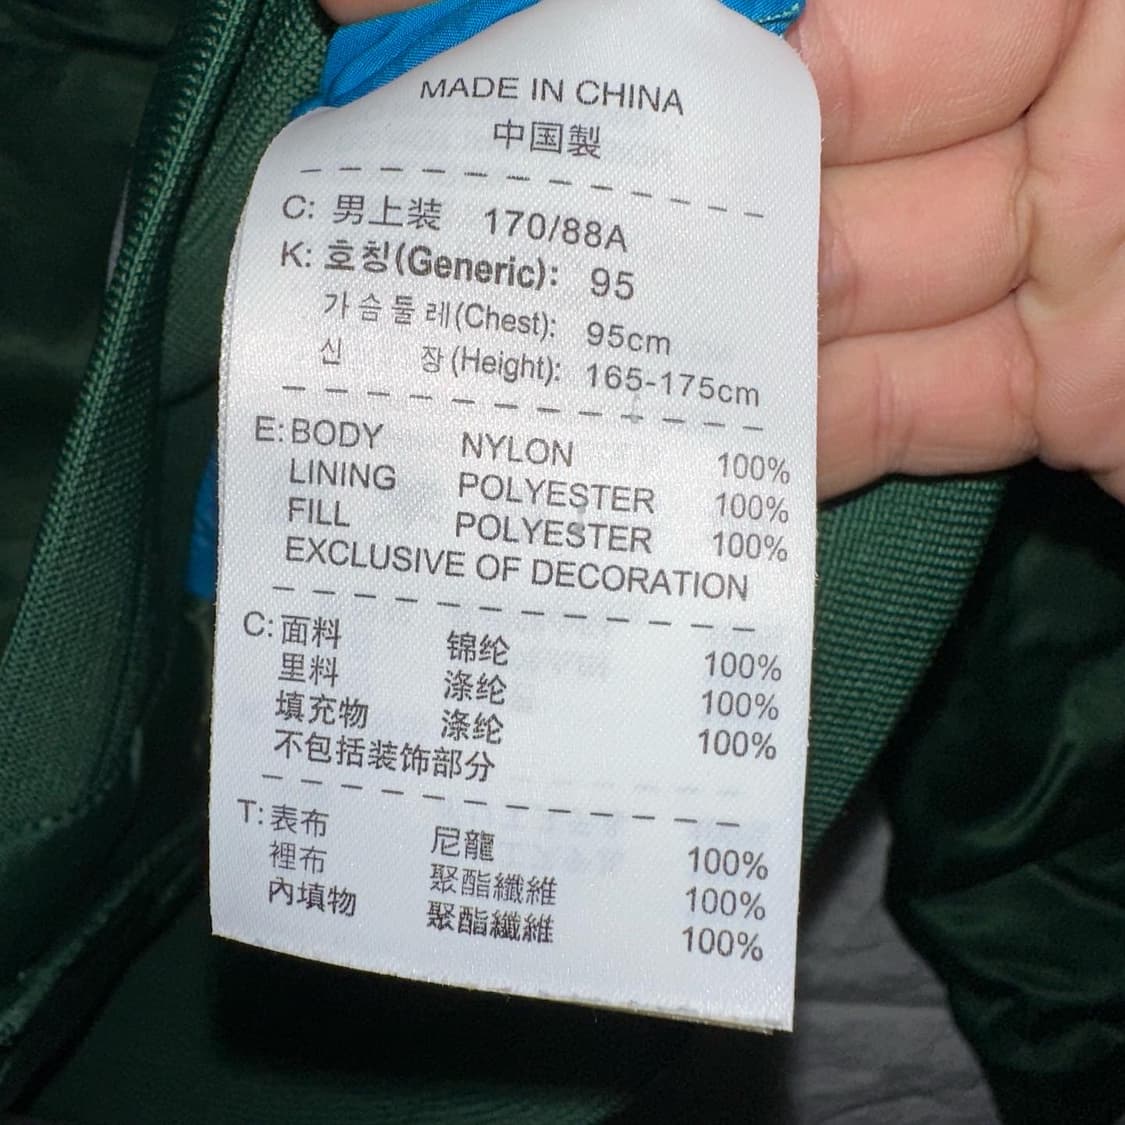 MADE IN CHINA
中国製
C: 男上装 170/88A
K: 호칭(Generic): 95
가슴둘레(Chest): 95cm
신 장(Height): 165-175cm
E: BODY NYLON 100%
LINING POLYESTER 100%
FILL POLYESTER 100%
EXCLUSIVE OF DECORATION
C: 面料 锦纶 100%
里料 涤纶 100%
填充物 涤纶 100%
不包括装饰部分
T: 表布 尼龍 100%
裡布 聚酯纖維 100%
內填物 聚酯纖維 100%